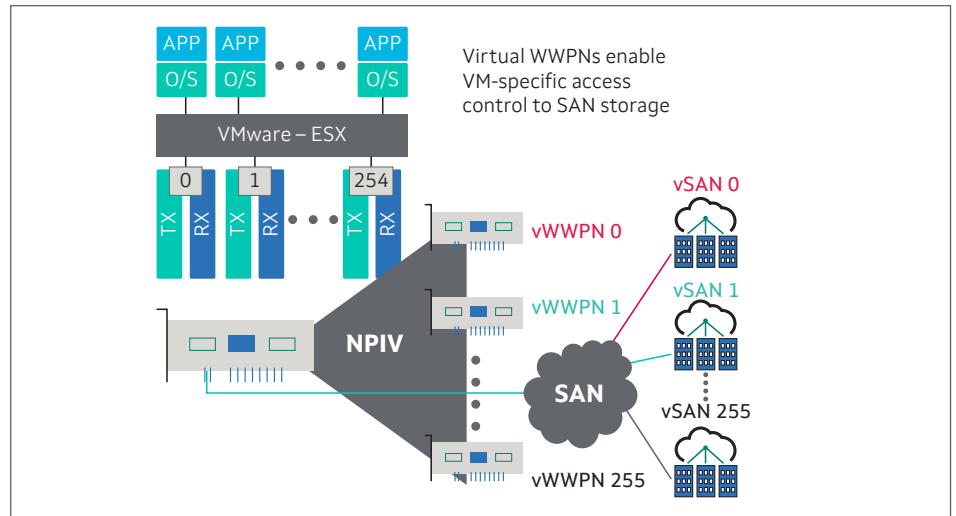 APP APP APP
O/S O/S O/S
Virtual WWPNs enable
VM-specific access
control to SAN storage
VMware – ESX
0 1 254
TX RX TX RX TX RX
vSAN 0
vWWPN 0
vSAN 1
vWWPN 1
NPIV
SAN
vSAN 255
vWWPN 255